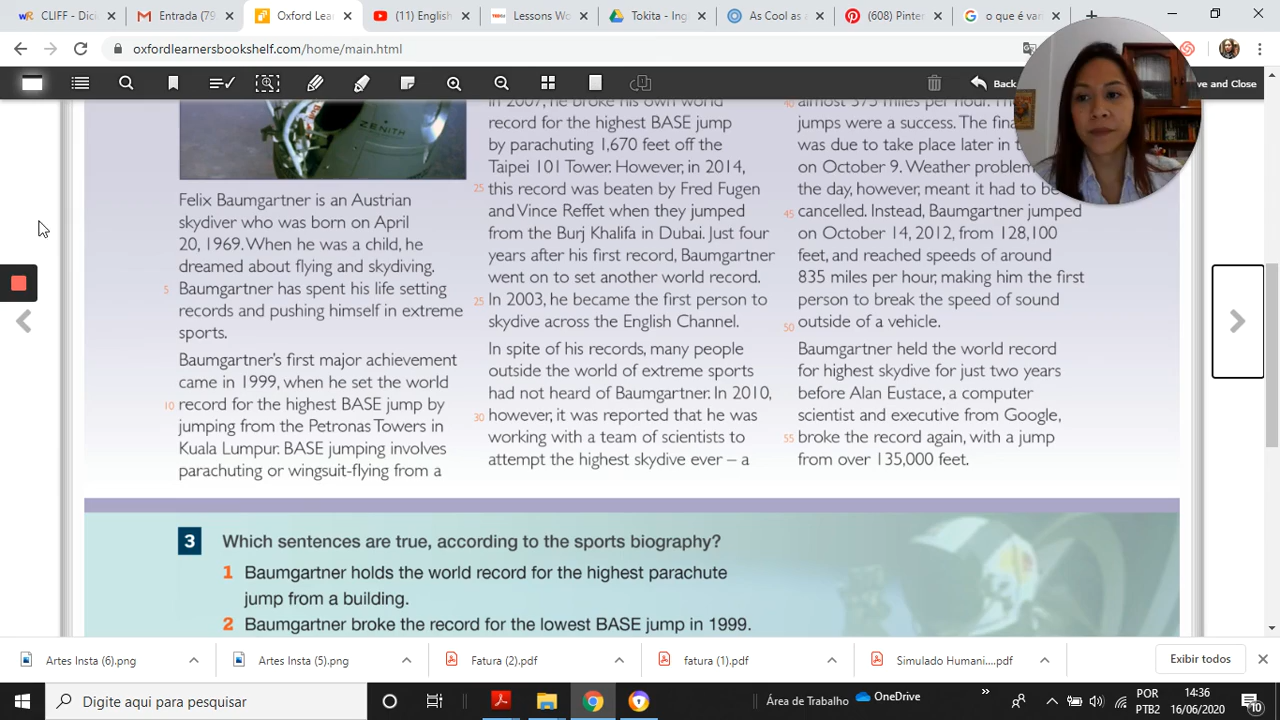 CLIFF - Dici
Entrada (79.
Oxford Lea
(11) English
Lessons Wo
Tokita - Ing
As Cool as a
(608) Pinter
o que é van
oxfordlearnersbookshelf.com/home/main.html
Back
ve and Close
ZENITH
Felix Baumgartner is an Austrian
skydiver who was born on April
20, 1969. When he was a child, he
dreamed about flying and skydiving.
5 Baumgartner has spent his life setting
records and pushing himself in extreme
sports.
Baumgartner's first major achievement
came in 1999, when he set the world
10 record for the highest BASE jump by
jumping from the Petronas Towers in
Kuala Lumpur. BASE jumping involves
parachuting or wingsuit-flying from a
In 2007, he broke his own world
record for the highest BASE jump
by parachuting 1,670 feet off the
Taipei 101 Tower. However, in 2014,
25 this record was beaten by Fred Fugen
and Vince Reffet when they jumped
from the Burj Khalifa in Dubai. Just four
years after his first record, Baumgartner
went on to set another world record.
25 In 2003, he became the first person to
skydive across the English Channel.
In spite of his records, many people
outside the world of extreme sports
had not heard of Baumgartner. In 2010,
30 however, it was reported that he was
working with a team of scientists to
attempt the highest skydive ever – a
40 almost 375 miles per hour. The
jumps were a success. The fina
was due to take place later in t
on October 9. Weather problem
the day, however, meant it had to be
45 cancelled. Instead, Baumgartner jumped
on October 14, 2012, from 128,100
feet, and reached speeds of around
835 miles per hour, making him the first
person to break the speed of sound
50 outside of a vehicle.
Baumgartner held the world record
for highest skydive for just two years
before Alan Eustace, a computer
scientist and executive from Google,
55 broke the record again, with a jump
from over 135,000 feet.
3 Which sentences are true, according to the sports biography?
1 Baumgartner holds the world record for the highest parachute
jump from a building.
2 Baumgartner broke the record for the lowest BASE jump in 1999.
Artes Insta (6).png
Artes Insta (5).png
Fatura (2).pdf
fatura (1).pdf
Simulado Humani....pdf
Exibir todos
Digite aqui para pesquisar
Área de Trabalho
OneDrive
POR
PTB2
14:36
16/06/2020
10